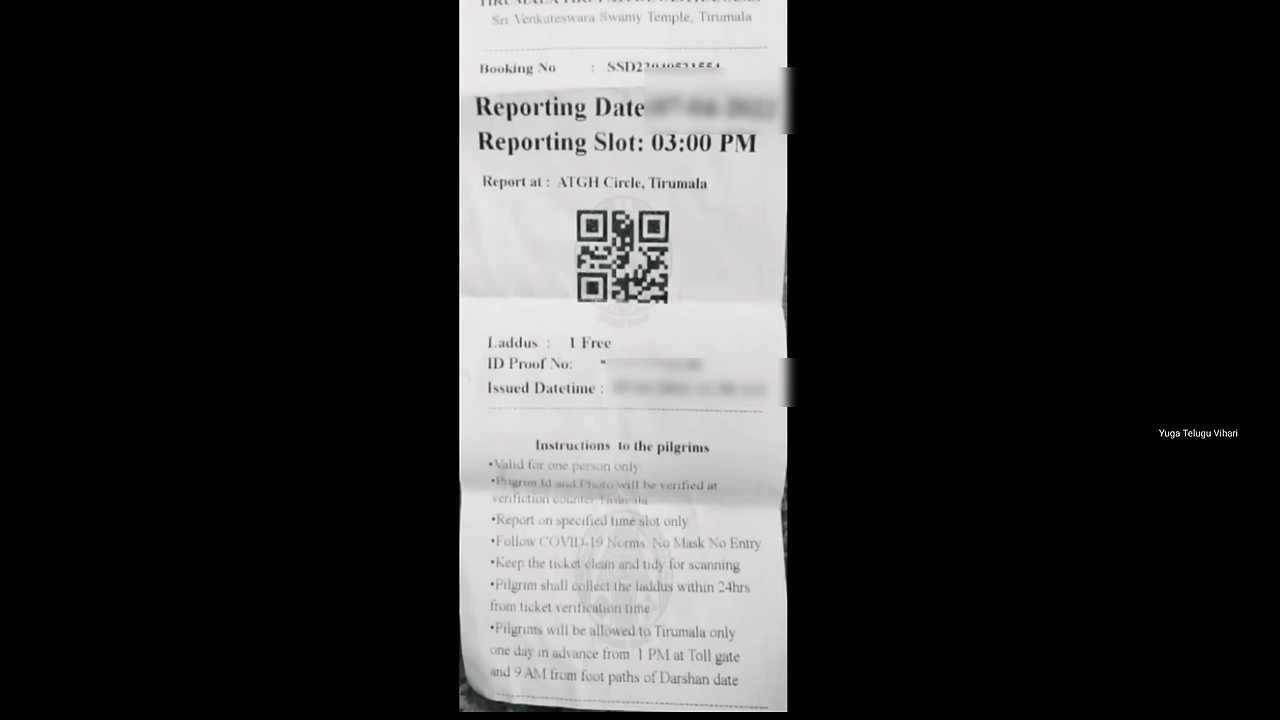 Sri Venkateswara Swamy Temple, Tirumala
Booking No :
Reporting Date
Reporting Slot: 03:00 PM
Report at : ATGH Circle, Tirumala
Laddus : 1 Free
ID Proof No:
Issued Datetime :
Instructions to the pilgrims
•Valid for one person only
•Pilgrim Id and Photo will be verified at
verifiction counter Tirumala
•Report on specified time slot only
•Follow COVID-19 Norms. No Mask No Entry
•Keep the ticket clean and tidy for scanning
•Pilgrim shall collect the laddus within 24hrs
from ticket verification time
•Pilgrims will be allowed to Tirumala only
one day in advance from 1 PM at Toll gate
and 9 AM from foot paths of Darshan date
Yuga Telugu Vihari